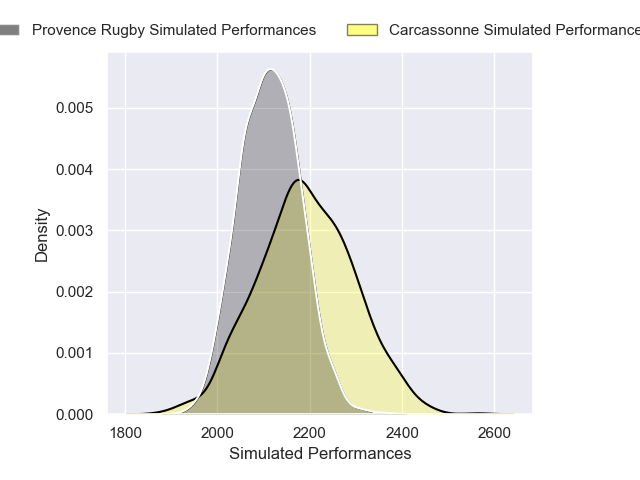 Provence Rugby Simulated Performances
Carcassonne Simulated Performance
0.005
0.004
0.003
0.002
0.001
0.000
Density
1800 2000 2200 2400 2600
Simulated Performances